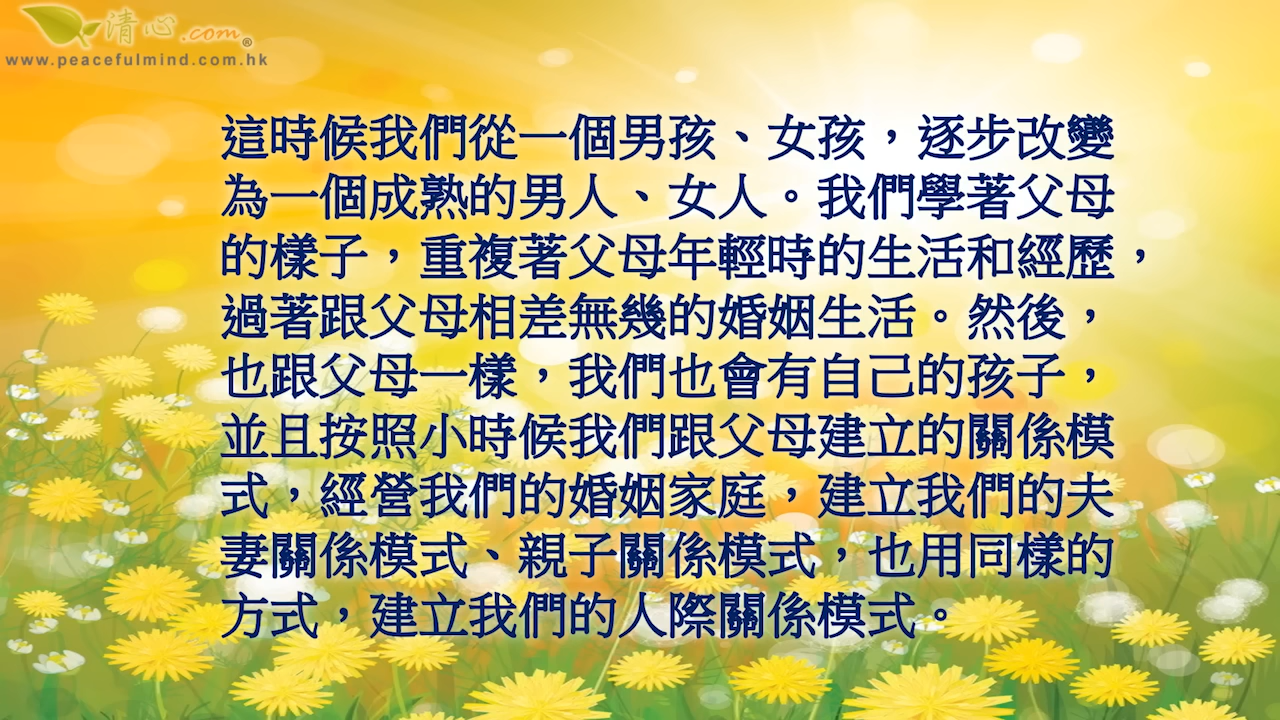 清心.com®
www.peacefulmind.com.hk
這時候我們從一個男孩、女孩，逐步改變
為一個成熟的男人、女人。我們學著父母
的樣子，重複著父母年輕時的生活和經歷，
過著跟父母相差無幾的婚姻生活。然後，
也跟父母一樣，我們也會有自己的孩子，
並且按照小時候我們跟父母建立的關係模
式，經營我們的婚姻家庭，建立我們的夫
妻關係模式、親子關係模式，也用同樣的
方式，建立我們的人際關係模式。